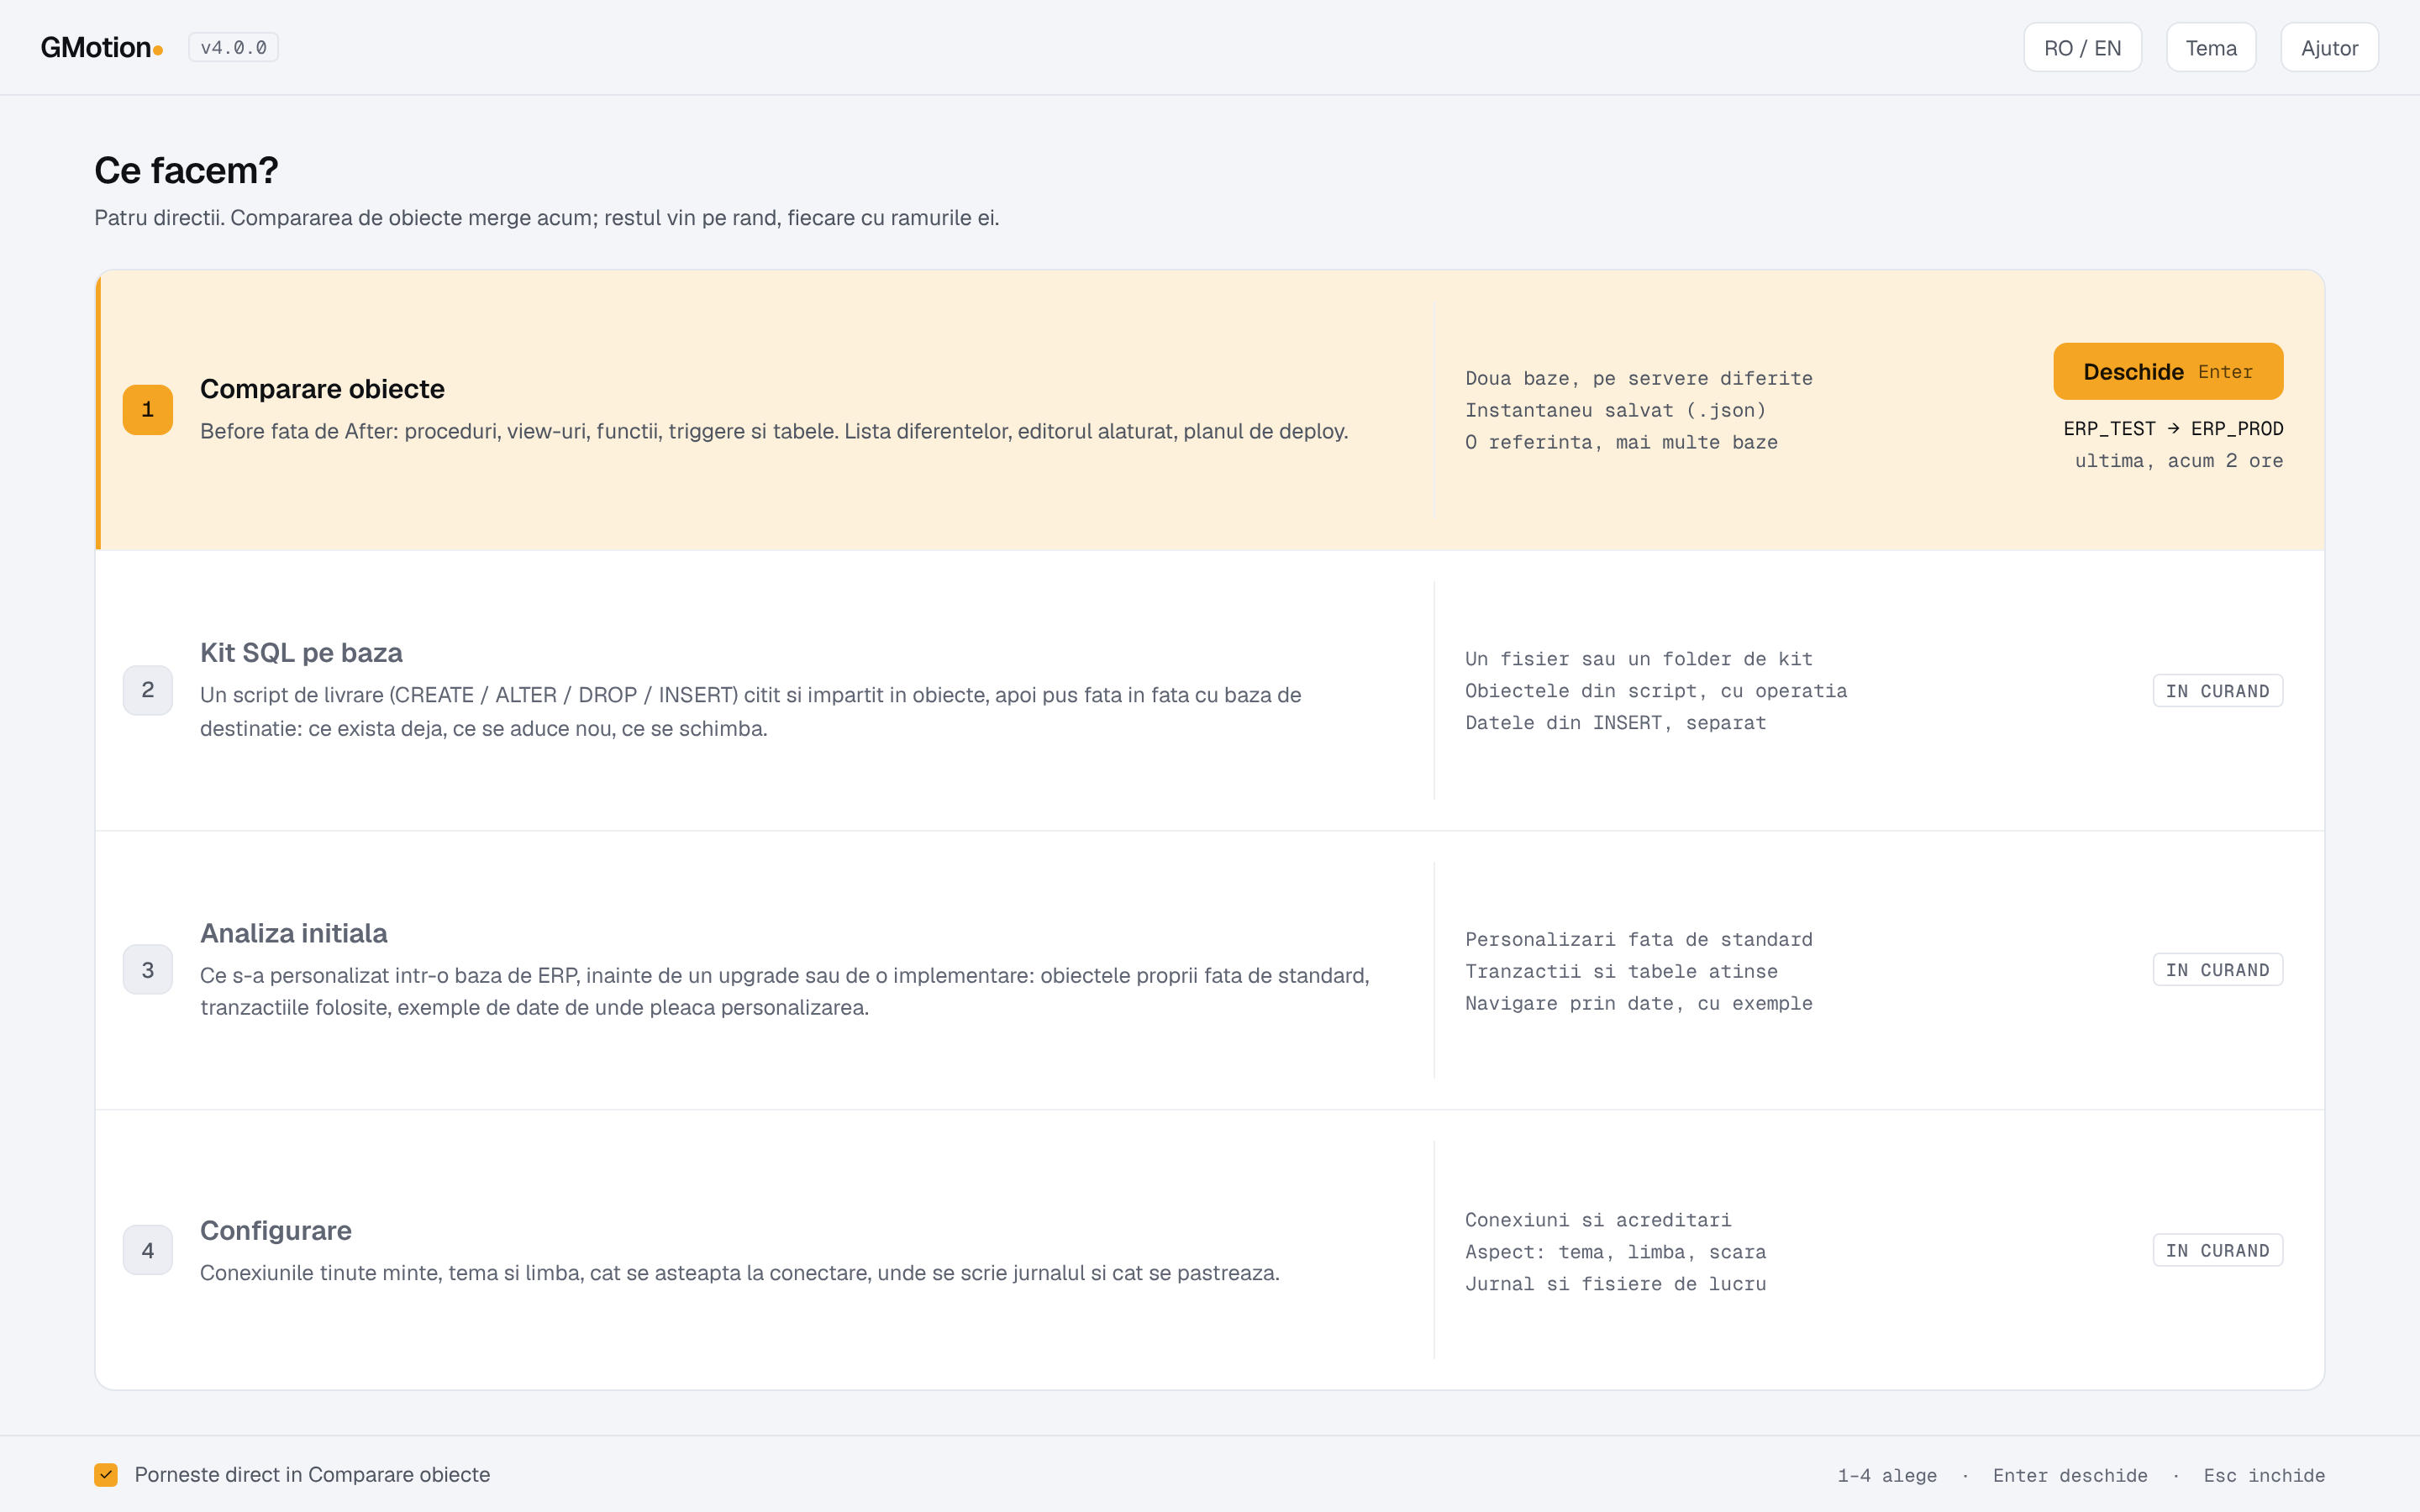 GMotion
v4.0.0
RO / EN
Tema
Ajutor
Ce facem?
Patru directii. Compararea de obiecte merge acum; restul vin pe rand, fiecare cu ramurile ei.
1
Comparare obiecte
Before fata de After: proceduri, view-uri, functii, triggere si tabele. Lista diferentelor, editorul alaturat, planul de deploy.
Doua baze, pe servere diferite
Instantaneu salvat (.json)
O referinta, mai multe baze
Deschide Enter
ERP_TEST → ERP_PROD
ultima, acum 2 ore
2
Kit SQL pe baza
Un script de livrare (CREATE / ALTER / DROP / INSERT) citit si impartit in obiecte, apoi pus fata in fata cu baza de
destinatie: ce exista deja, ce se aduce nou, ce se schimba.
Un fisier sau un folder de kit
Obiectele din script, cu operatia
Datele din INSERT, separat
IN CURAND
3
Analiza initiala
Ce s-a personalizat intr-o baza de ERP, inainte de un upgrade sau de o implementare: obiectele proprii fata de standard,
tranzactiile folosite, exemple de date de unde pleaca personalizarea.
Personalizari fata de standard
Tranzactii si tabele atinse
Navigare prin date, cu exemple
IN CURAND
4
Configurare
Conexiunile tinute minte, tema si limba, cat se asteapta la conectare, unde se scrie jurnalul si cat se pastreaza.
Conexiuni si acreditari
Aspect: tema, limba, scara
Jurnal si fisiere de lucru
IN CURAND
Porneste direct in Comparare obiecte
1-4 alege · Enter deschide · Esc inchide